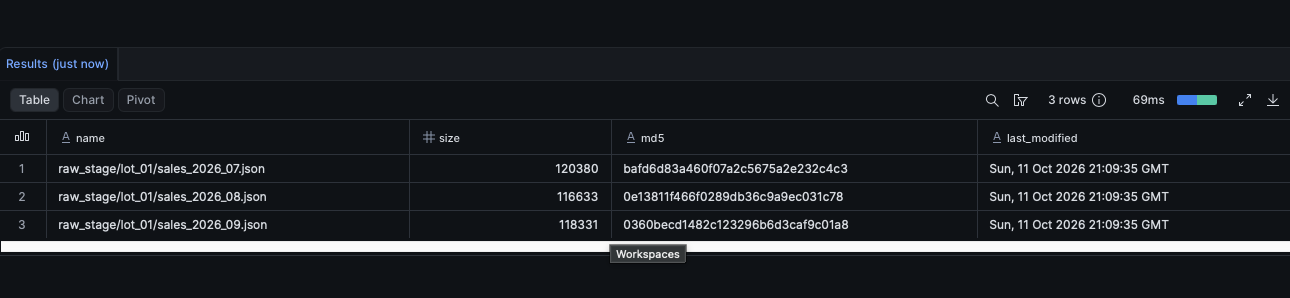 Results (just now)
Table Chart Pivot 3 rows 69ms
name size md5 last_modified
1 raw_stage/lot_01/sales_2026_07.json 120380 bafd6d83a460f07a2c5675a2e232c4c3 Sun, 11 Oct 2026 21:09:35 GMT
2 raw_stage/lot_01/sales_2026_08.json 116633 0e13811f466f0289db36c9a9ec031c78 Sun, 11 Oct 2026 21:09:35 GMT
3 raw_stage/lot_01/sales_2026_09.json 118331 0360becd1482c123296b6d3caf9c01a8 Sun, 11 Oct 2026 21:09:35 GMT
Workspaces